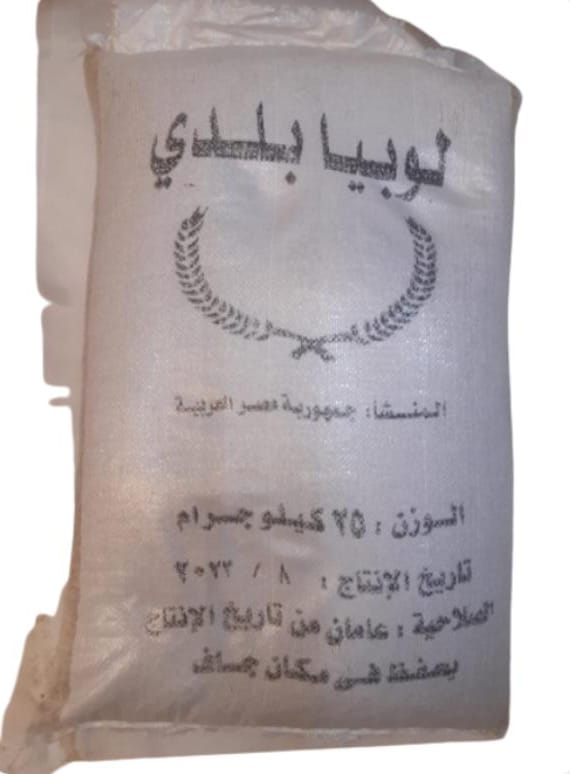 لوبيا بلدي
المنشأ: جمهورية مصر العربية
الوزن : ٢٥ كيلو جرام
تاريخ الإنتاج : ٨ / ٢٠٢٢
الصلاحية : عامان من تاريخ الإنتاج
يحفظ فى مكان جاف